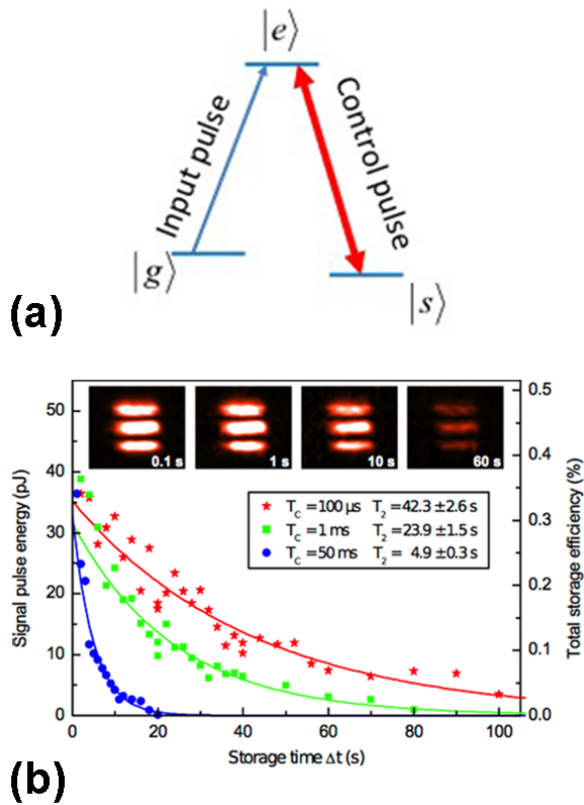 |e⟩
Input pulse
Control pulse
|g⟩
|s⟩
(a)
50
40
30
20
10
0
Signal pulse energy (pJ)
0.1 s
1 s
10 s
60 s
T_C = 100 µs T_2 = 42.3 ±2.6 s
T_C = 1 ms T_2 = 23.9 ±1.5 s
T_C = 50 ms T_2 = 4.9 ±0.3 s
0.5
0.4
0.3
0.2
0.1
0.0
Total storage efficiency (%)
0 20 40 60 80 100
Storage time Δt (s)
(b)